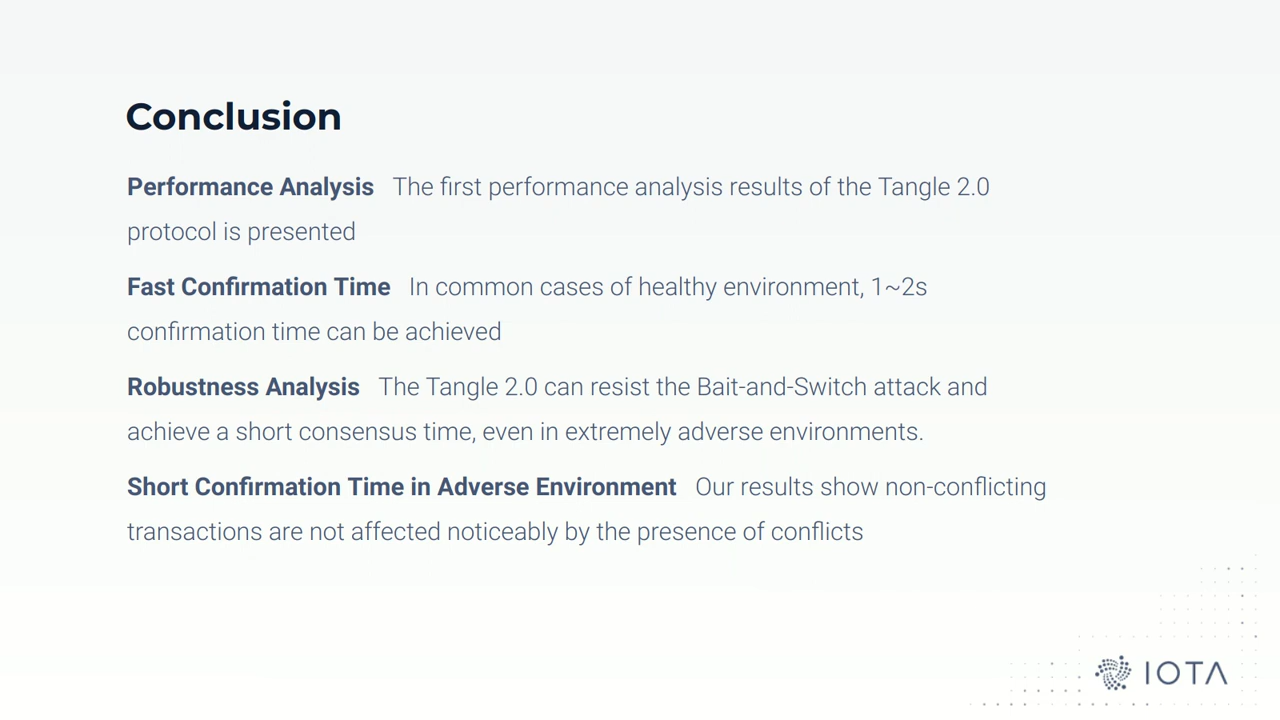 Conclusion
Performance Analysis The first performance analysis results of the Tangle 2.0
protocol is presented
Fast Confirmation Time In common cases of healthy environment, 1~2s
confirmation time can be achieved
Robustness Analysis The Tangle 2.0 can resist the Bait-and-Switch attack and
achieve a short consensus time, even in extremely adverse environments.
Short Confirmation Time in Adverse Environment Our results show non-conflicting
transactions are not affected noticeably by the presence of conflicts
IOTA